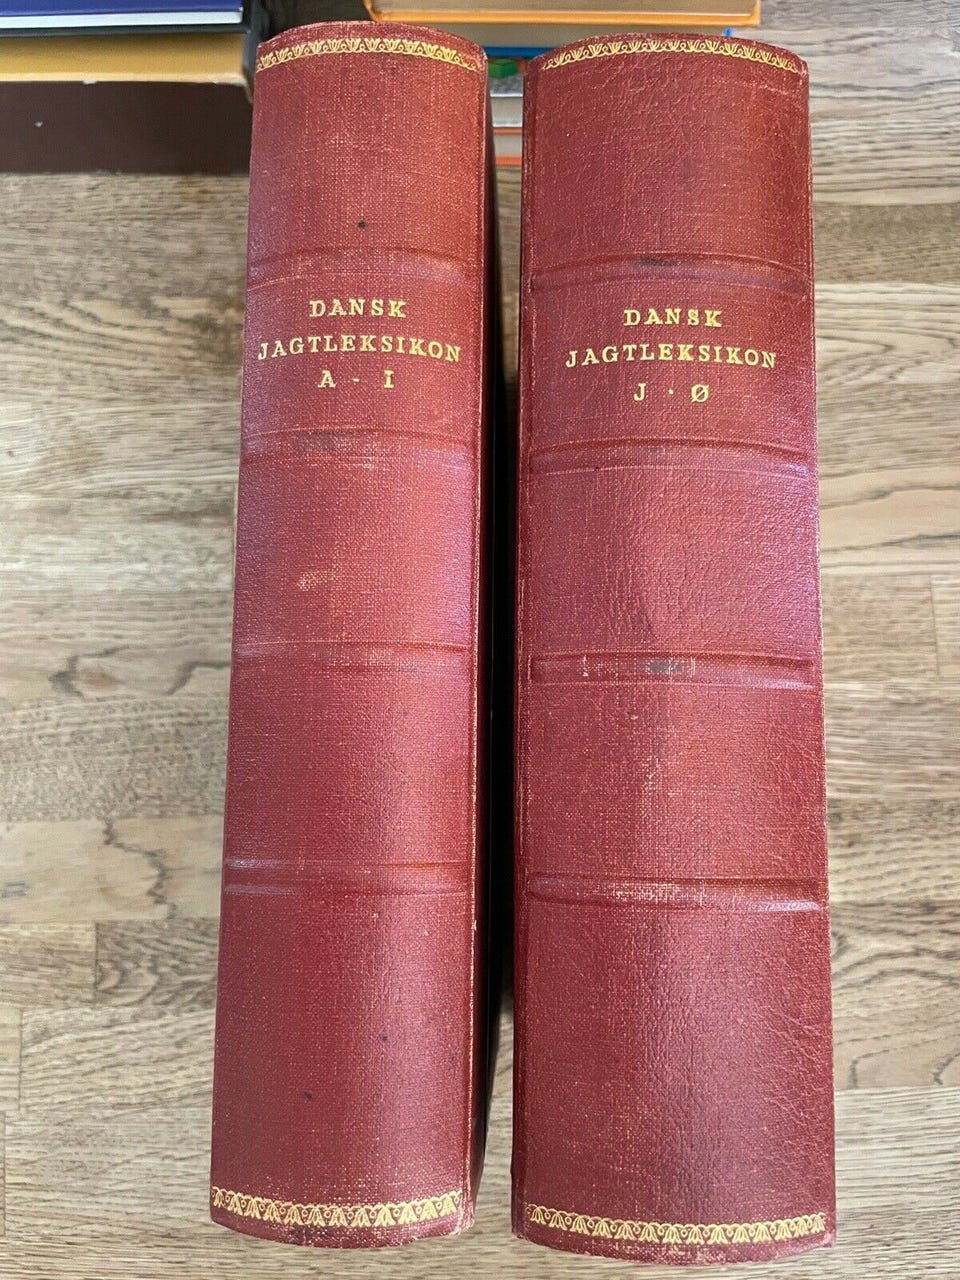 DANSK
JAGTLEKSIKON
A - I
DANSK
JAGTLEKSIKON
J · Ø